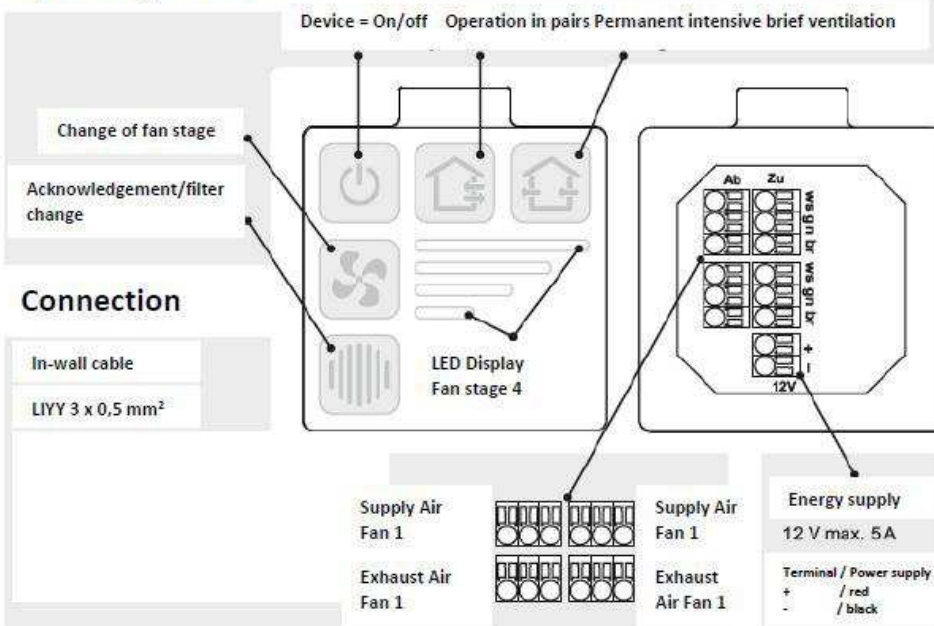 Device = On/off Operation in pairs Permanent intensive brief ventilation
Change of fan stage
Acknowledgement/filter
change
Connection
In-wall cable
LIYY 3 x 0,5 mm²
LED Display
Fan stage 4
Ab Zu
ws gn br
ws gn br
+
–
12V
Supply Air
Fan 1
Supply Air
Fan 1
Exhaust Air
Fan 1
Exhaust
Air Fan 1
Energy supply
12 V max. 5A
Terminal / Power supply
+ / red
- / black